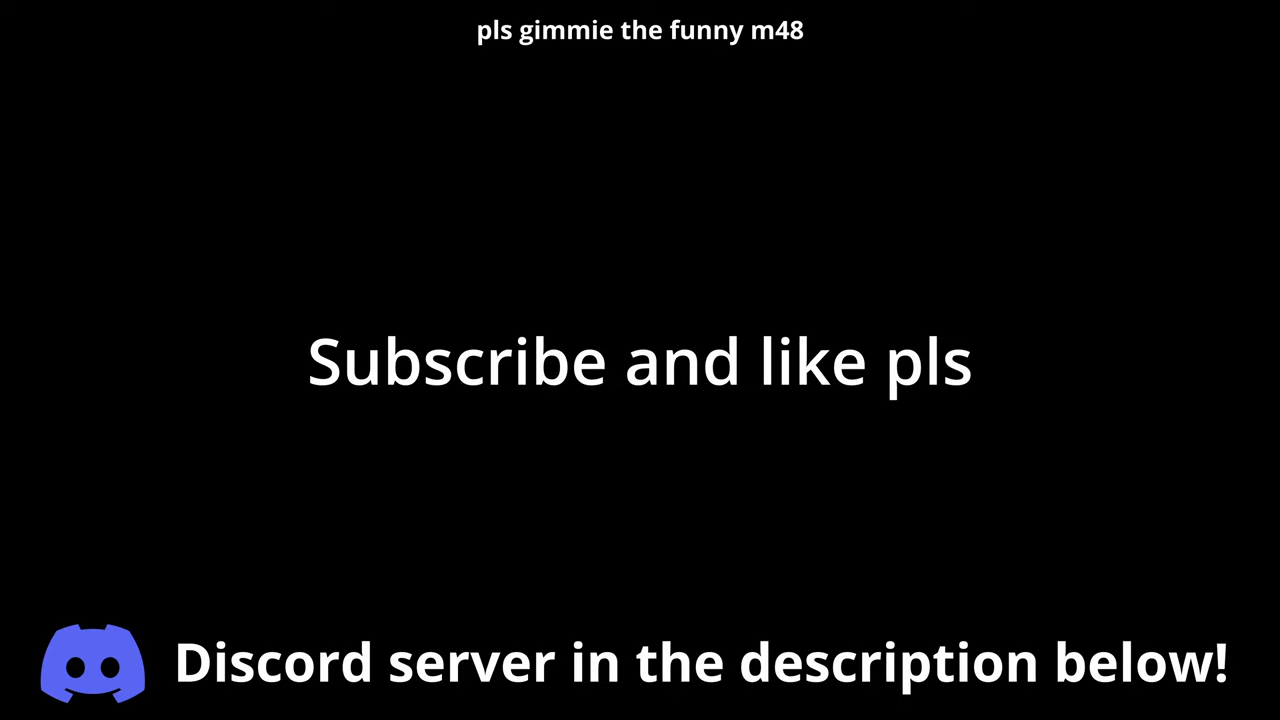 pls gimmie the funny m48
Subscribe and like pls
Discord server in the description below!